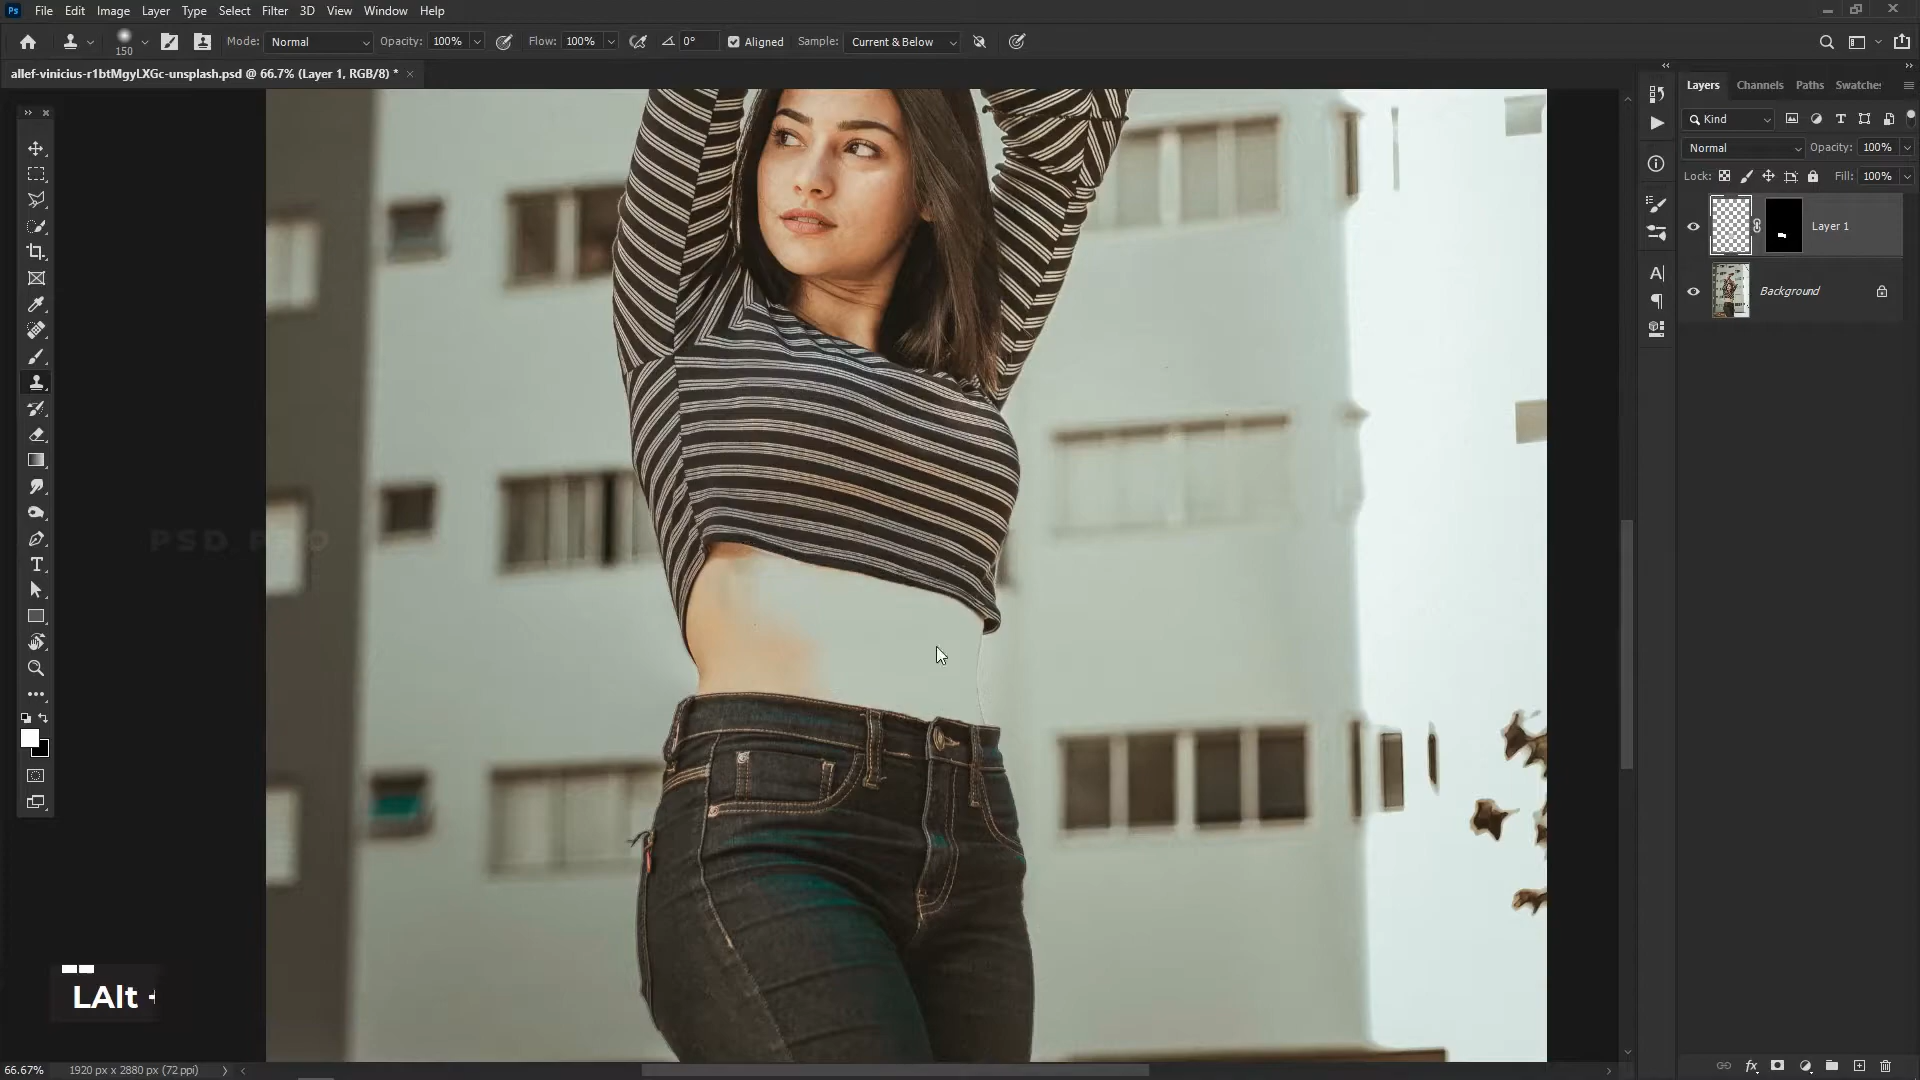 Ps File Edit Image Layer Type Select Filter 3D View Window Help
150 Mode: Normal Opacity: 100% Flow: 100% 0° Aligned Sample: Current & Below
allef-vinicius-r1btMgyLXGc-unsplash.psd @ 66.7% (Layer 1, RGB/8) *
Layers Channels Paths Swatches
Kind
Normal Opacity: 100%
Lock: Fill: 100%
Layer 1
Background
PSD PRO
LAlt +
66.67% 1920 px x 2880 px (72 ppi)